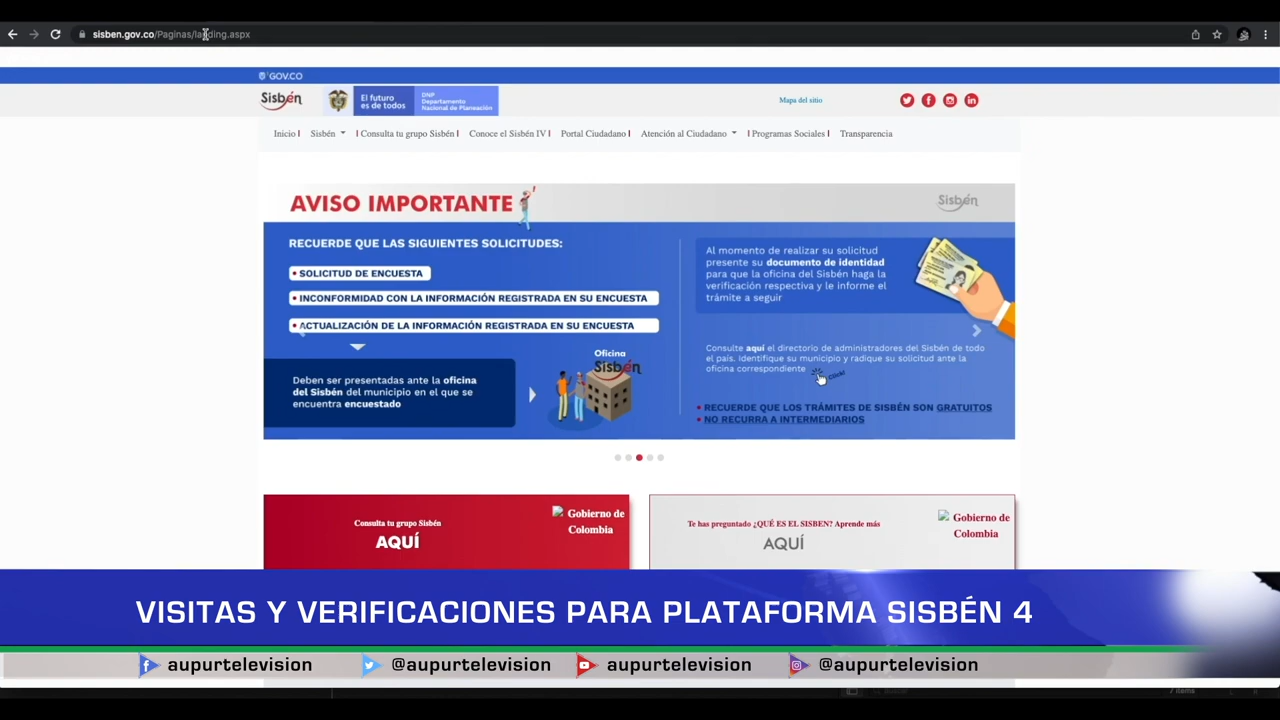 sisben.gov.co/Paginas/landing.aspx
GOV.CO
Sisbén
El futuro
es de todos
DNP
Departamento
Nacional de Planeación
Mapa del sitio
Inicio
Sisbén
Consulta tu grupo Sisbén
Conoce el Sisbén IV
Portal Ciudadano
Atención al Ciudadano
Programas Sociales
Transparencia
AVISO IMPORTANTE
Sisbén
RECUERDE QUE LAS SIGUIENTES SOLICITUDES:
• SOLICITUD DE ENCUESTA
• INCONFORMIDAD CON LA INFORMACIÓN REGISTRADA EN SU ENCUESTA
• ACTUALIZACIÓN DE LA INFORMACIÓN REGISTRADA EN SU ENCUESTA
Deben ser presentadas ante la oficina
del Sisbén del municipio en el que se
encuentra encuestado
Oficina
Sisbén
Al momento de realizar su solicitud
presente su documento de identidad
para que la oficina del Sisbén haga la
verificación respectiva y le informe el
trámite a seguir
Consulte aquí el directorio de administradores del Sisbén de todo
el país. Identifique su municipio y radique su solicitud ante la
oficina correspondiente
Click!
• RECUERDE QUE LOS TRÁMITES DE SISBÉN SON GRATUITOS
• NO RECURRA A INTERMEDIARIOS
Consulta tu grupo Sisbén
AQUÍ
Gobierno de
Colombia
Te has preguntado ¿QUÉ ES EL SISBEN? Aprende más
AQUÍ
Gobierno de
Colombia
VISITAS Y VERIFICACIONES PARA PLATAFORMA SISBÉN 4
aupurtelevision
@aupurtelevision
aupurtelevision
@aupurtelevision
Buscar
7 items